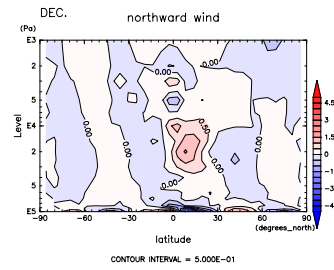 DEC.
northward wind
(Pa)
E3
2
5
E4
2
5
E5
Level
0.00
0.00
0.00
0.00
0.00
0.00
−90
−60
−30
0
30
60
90
(degrees_north)
latitude
4.5
3
1.5
0
−1.5
−3
−4.5
CONTOUR INTERVAL = 5.000E−01